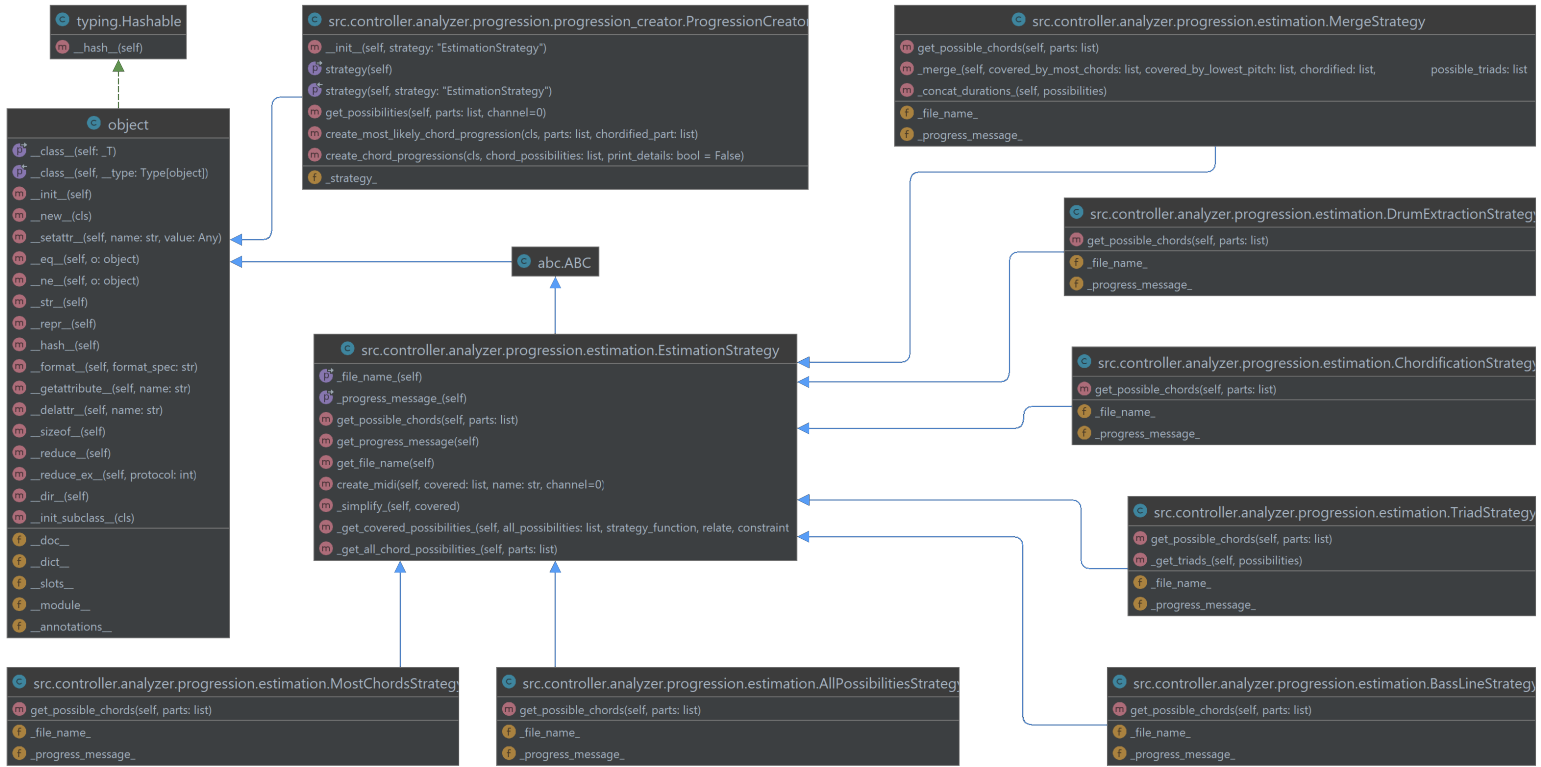 typing.Hashable
__hash__(self)
object
__class__(self: _T)
__class__(self, __type: Type[object])
__init__(self)
__new__(cls)
__setattr__(self, name: str, value: Any)
__eq__(self, o: object)
__ne__(self, o: object)
__str__(self)
__repr__(self)
__hash__(self)
__format__(self, format_spec: str)
__getattribute__(self, name: str)
__delattr__(self, name: str)
__sizeof__(self)
__reduce__(self)
__reduce_ex__(self, protocol: int)
__dir__(self)
__init_subclass__(cls)
__doc__
__dict__
__slots__
__module__
__annotations__
src.controller.analyzer.progression.progression_creator.ProgressionCreator
__init__(self, strategy: "EstimationStrategy")
strategy(self)
strategy(self, strategy: "EstimationStrategy")
get_possibilities(self, parts: list, channel=0)
create_most_likely_chord_progression(cls, parts: list, chordified_part: list)
create_chord_progressions(cls, chord_possibilities: list, print_details: bool = False)
_strategy_
abc.ABC
src.controller.analyzer.progression.estimation.EstimationStrategy
_file_name_(self)
_progress_message_(self)
get_possible_chords(self, parts: list)
get_progress_message(self)
get_file_name(self)
create_midi(self, covered: list, name: str, channel=0)
_simplify_(self, covered)
_get_covered_possibilities_(self, all_possibilities: list, strategy_function, relate, constraint
_get_all_chord_possibilities_(self, parts: list)
src.controller.analyzer.progression.estimation.MergeStrategy
get_possible_chords(self, parts: list)
_merge_(self, covered_by_most_chords: list, covered_by_lowest_pitch: list, chordified: list, possible_triads: list
_concat_durations_(self, possibilities)
_file_name_
_progress_message_
src.controller.analyzer.progression.estimation.DrumExtractionStrategy
get_possible_chords(self, parts: list)
_file_name_
_progress_message_
src.controller.analyzer.progression.estimation.ChordificationStrategy
get_possible_chords(self, parts: list)
_file_name_
_progress_message_
src.controller.analyzer.progression.estimation.TriadStrategy
get_possible_chords(self, parts: list)
_get_triads_(self, possibilities)
_file_name_
_progress_message_
src.controller.analyzer.progression.estimation.MostChordsStrategy
get_possible_chords(self, parts: list)
_file_name_
_progress_message_
src.controller.analyzer.progression.estimation.AllPossibilitiesStrategy
get_possible_chords(self, parts: list)
_file_name_
_progress_message_
src.controller.analyzer.progression.estimation.BassLineStrategy
get_possible_chords(self, parts: list)
_file_name_
_progress_message_